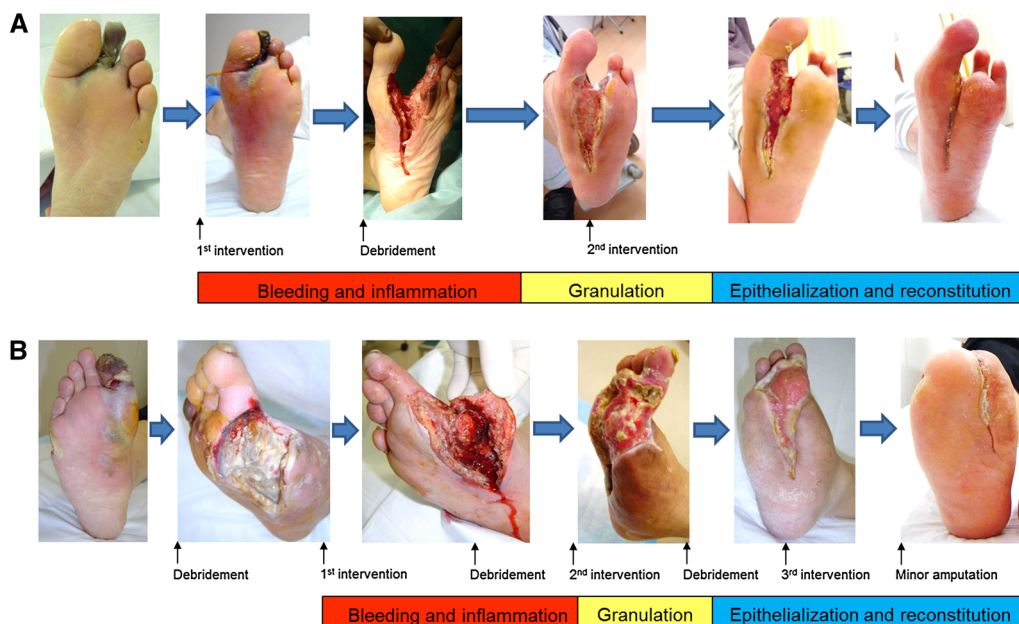 A
1st intervention
Debridement
2nd intervention
Bleeding and inflammation
Granulation
Epithelialization and reconstitution
B
Debridement
1st intervention
Debridement
2nd intervention
Debridement
3rd intervention
Minor amputation
Bleeding and inflammation
Granulation
Epithelialization and reconstitution